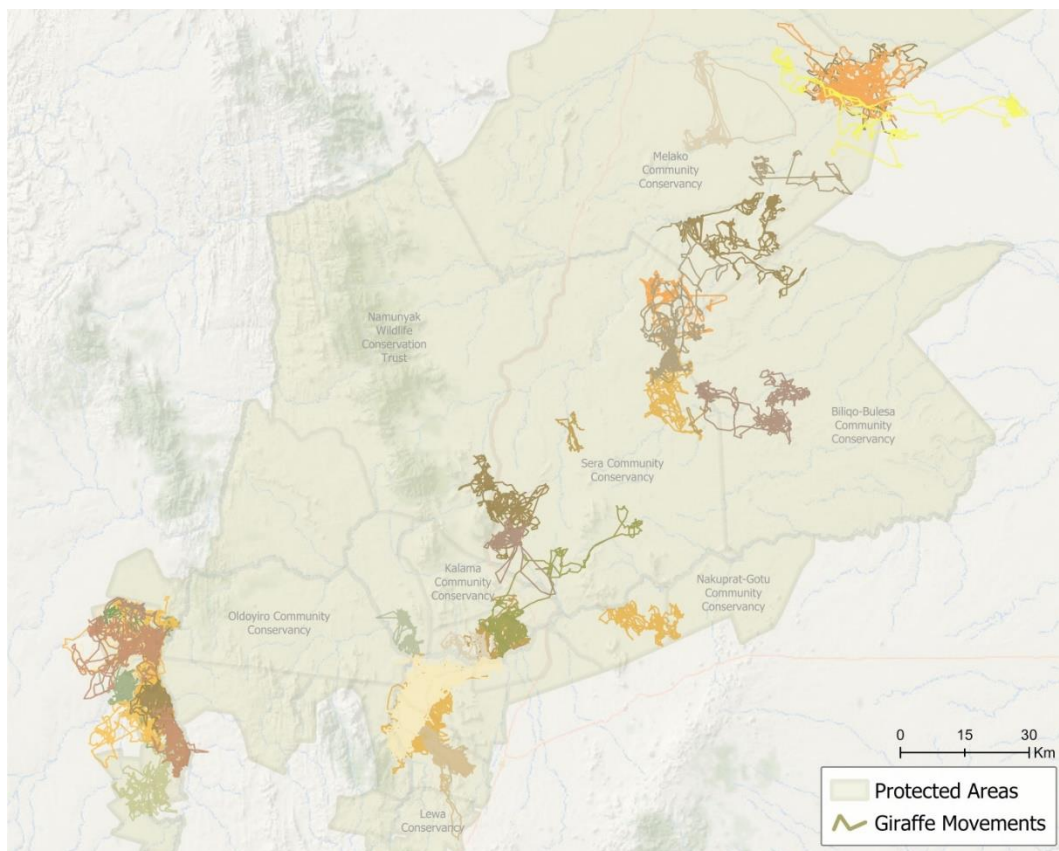 Melako
Community
Conservancy
Namunyak
Wildlife
Conservation
Trust
Biliqo-Bulesa
Community
Conservancy
Sera Community
Conservancy
Kalama
Community
Conservancy
Nakuprat-Gotu
Community
Conservancy
Oldoyiro Community
Conservancy
Lewa
Conservancy
0 15 30
Km
Protected Areas
Giraffe Movements